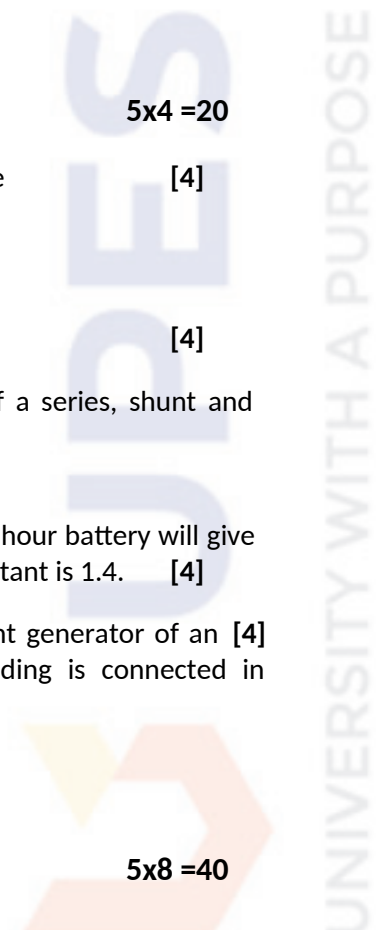 5x4 =20
e [4]
[4]
f a series, shunt and
hour battery will give
tant is 1.4. [4]
nt generator of an [4]
ding is connected in
5x8 =40
UPES
UNIVERSITY WITH A PURPOSE